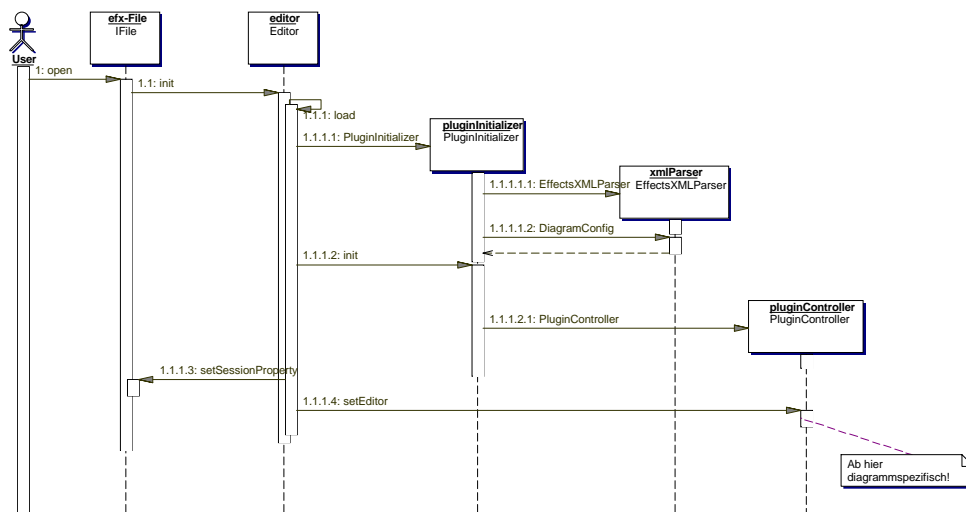 efx-File
IFile
editor
Editor
User
1: open
1.1: init
1.1.1: load
pluginInitializer
PluginInitializer
1.1.1.1: PluginInitializer
xmlParser
EffectsXMLParser
1.1.1.1.1: EffectsXMLParser
1.1.1.1.2: DiagramConfig
1.1.1.2: init
pluginController
PluginController
1.1.1.2.1: PluginController
1.1.1.3: setSessionProperty
1.1.1.4: setEditor
Ab hier
diagrammspezifisch!